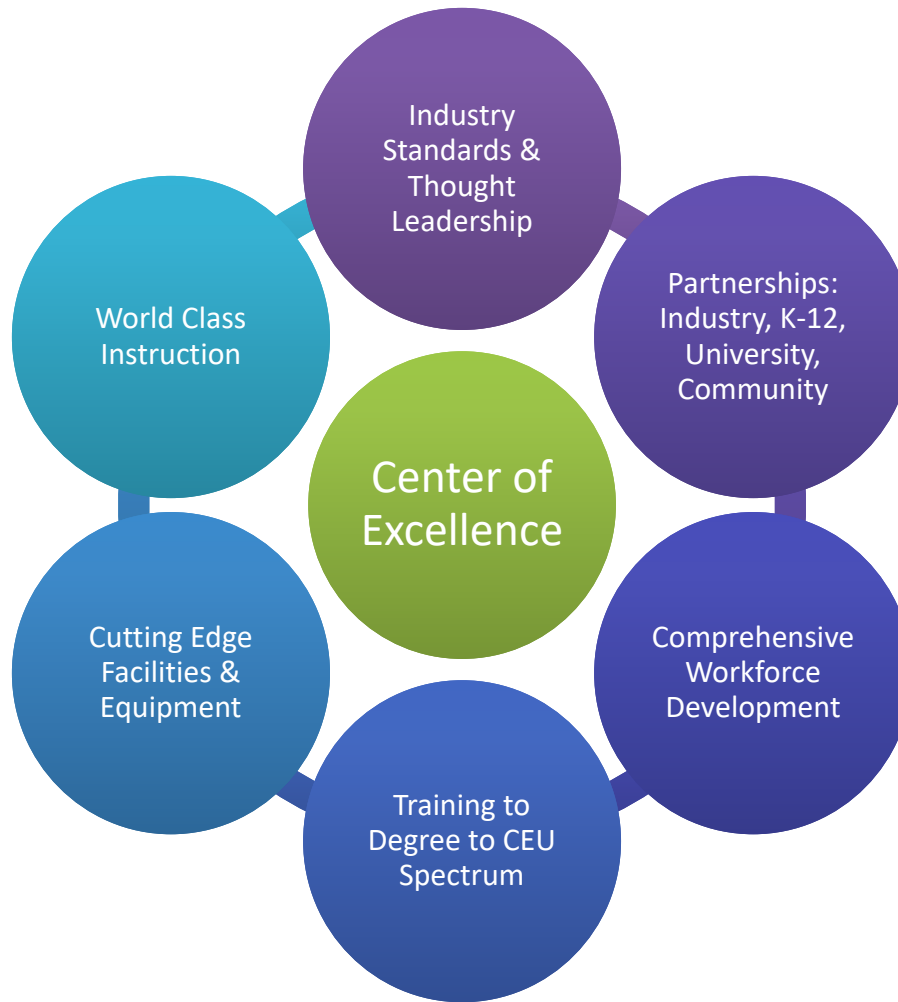 Industry
Standards &
Thought
Leadership
Partnerships:
Industry, K-12,
University,
Community
Comprehensive
Workforce
Development
Training to
Degree to CEU
Spectrum
Cutting Edge
Facilities &
Equipment
World Class
Instruction
Center of
Excellence